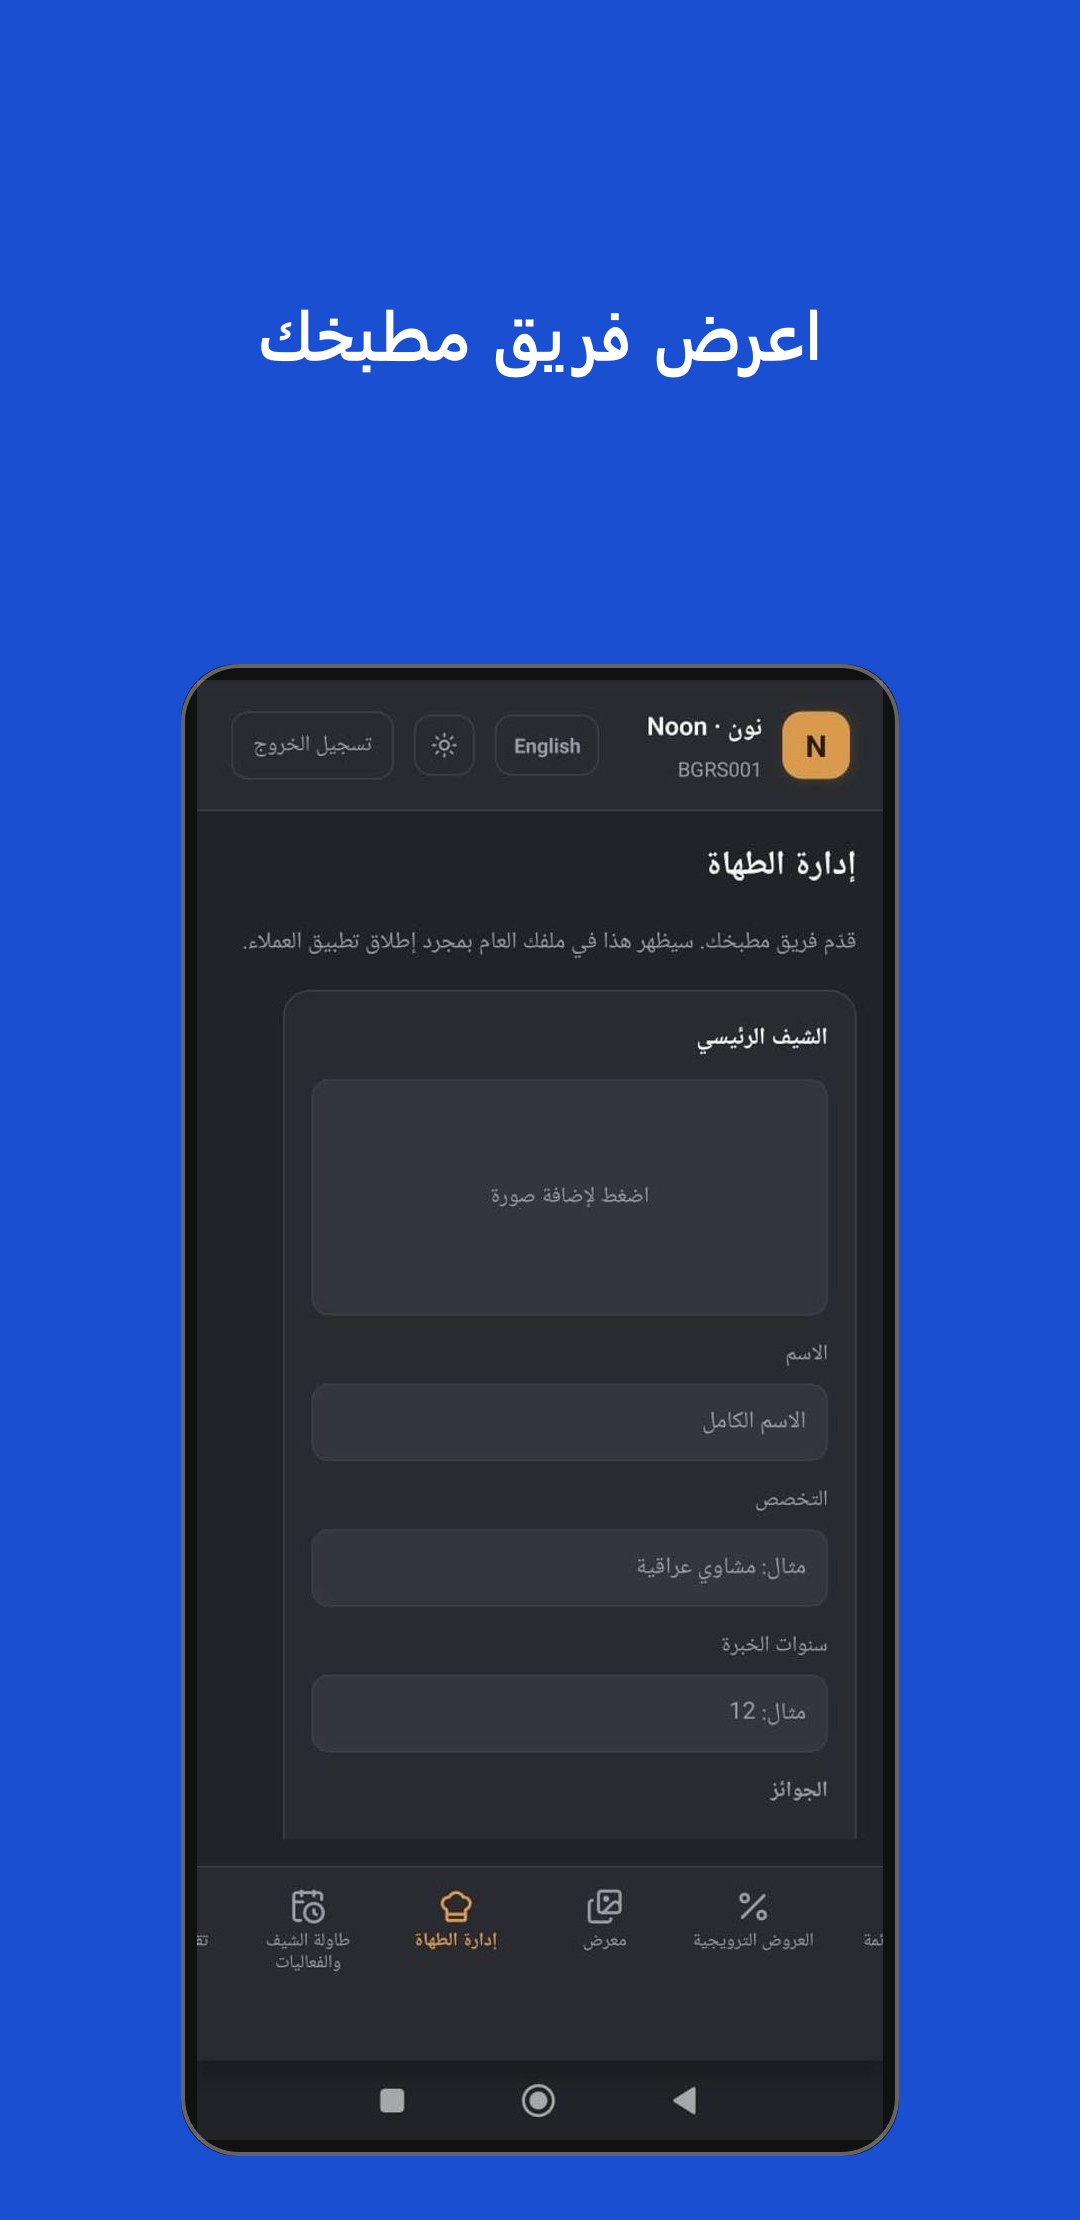 اعرض فريق مطبخك
N
نون · Noon
BGRS001
English
تسجيل الخروج
إدارة الطهاة
قدّم فريق مطبخك. سيظهر هذا في ملفك العام بمجرد إطلاق تطبيق العملاء.
الشيف الرئيسي
اضغط لإضافة صورة
الاسم
الاسم الكامل
التخصص
مثال: مشاوي عراقية
سنوات الخبرة
مثال: 12
الجوائز
العروض الترويجية
معرض
إدارة الطهاة
طاولة الشيف
والفعاليات